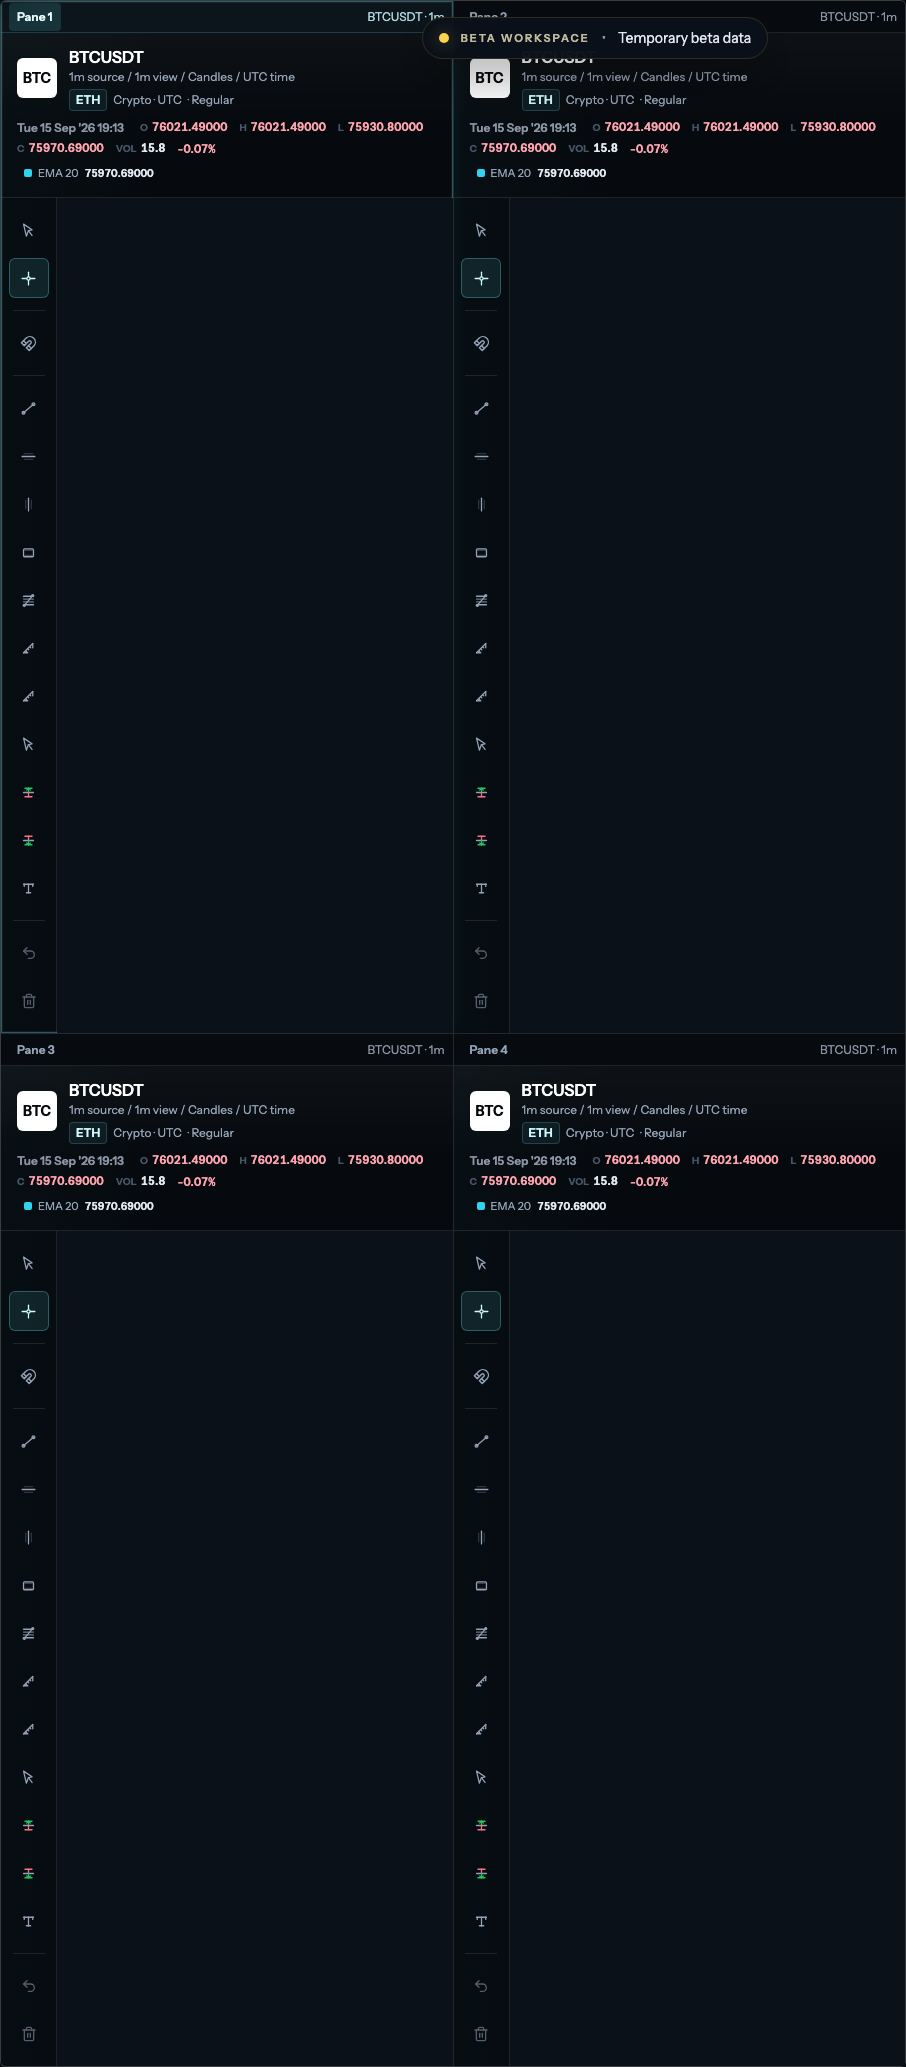 Pane 1 BTCUSDT · 1m
BTC
BTCUSDT
1m source / 1m view / Candles / UTC time
ETH Crypto · UTC · Regular
Tue 15 Sep '26 19:13 O 76021.49000 H 76021.49000 L 75930.80000
C 75970.69000 VOL 15.8 -0.07%
EMA 20 75970.69000
BETA WORKSPACE · Temporary beta data
Pane 2 BTCUSDT · 1m
BTC
BTCUSDT
1m source / 1m view / Candles / UTC time
ETH Crypto · UTC · Regular
Tue 15 Sep '26 19:13 O 76021.49000 H 76021.49000 L 75930.80000
C 75970.69000 VOL 15.8 -0.07%
EMA 20 75970.69000
Pane 3 BTCUSDT · 1m
BTC
BTCUSDT
1m source / 1m view / Candles / UTC time
ETH Crypto · UTC · Regular
Tue 15 Sep '26 19:13 O 76021.49000 H 76021.49000 L 75930.80000
C 75970.69000 VOL 15.8 -0.07%
EMA 20 75970.69000
Pane 4 BTCUSDT · 1m
BTC
BTCUSDT
1m source / 1m view / Candles / UTC time
ETH Crypto · UTC · Regular
Tue 15 Sep '26 19:13 O 76021.49000 H 76021.49000 L 75930.80000
C 75970.69000 VOL 15.8 -0.07%
EMA 20 75970.69000